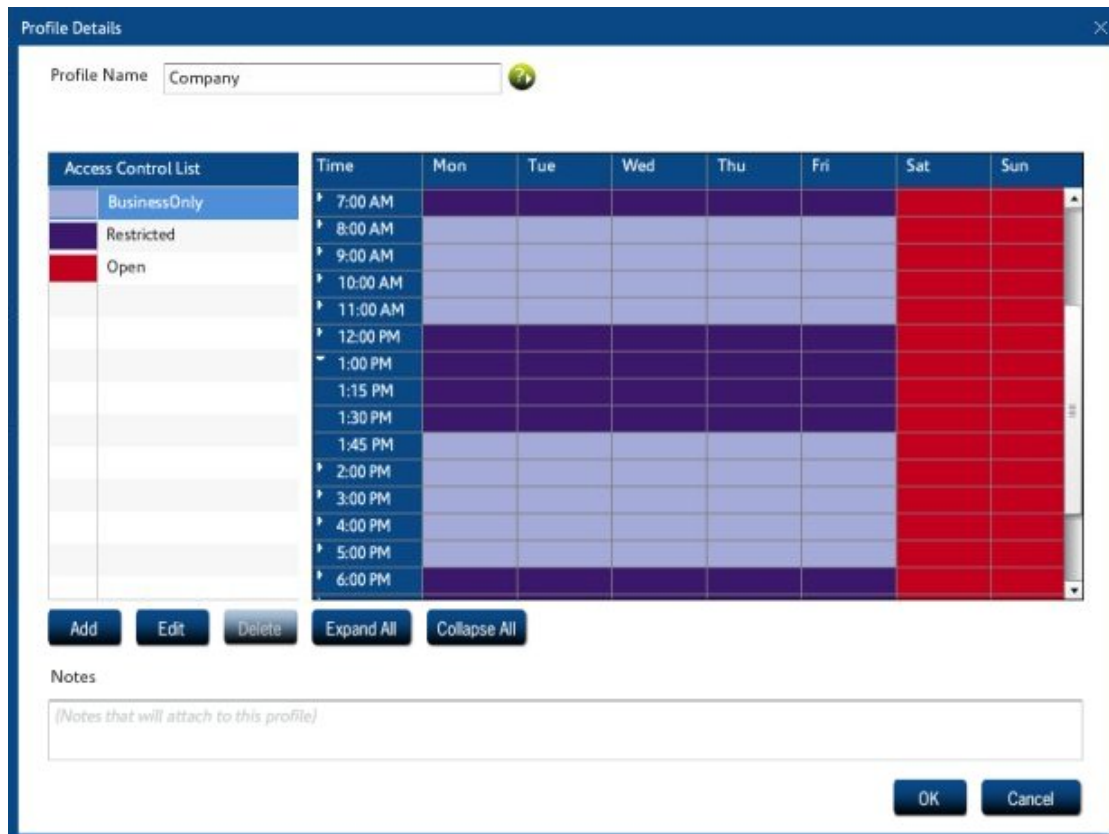 Profile Details
Profile Name Company
Access Control List
BusinessOnly
Restricted
Open
Time Mon Tue Wed Thu Fri Sat Sun
7:00 AM
8:00 AM
9:00 AM
10:00 AM
11:00 AM
12:00 PM
1:00 PM
1:15 PM
1:30 PM
1:45 PM
2:00 PM
3:00 PM
4:00 PM
5:00 PM
6:00 PM
Add Edit Delete Expand All Collapse All
Notes
(Notes that will attach to this profile)
OK Cancel